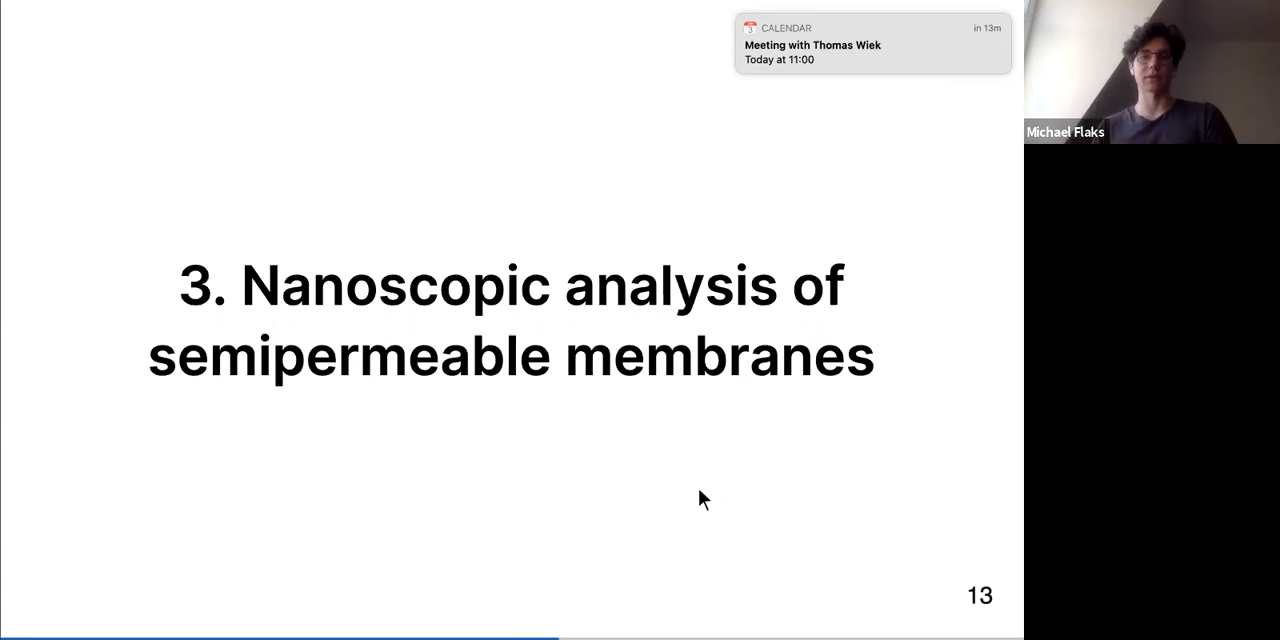 3
CALENDAR
in 13m
Meeting with Thomas Wiek
Today at 11:00
Michael Flaks
3. Nanoscopic analysis of
semipermeable membranes
13